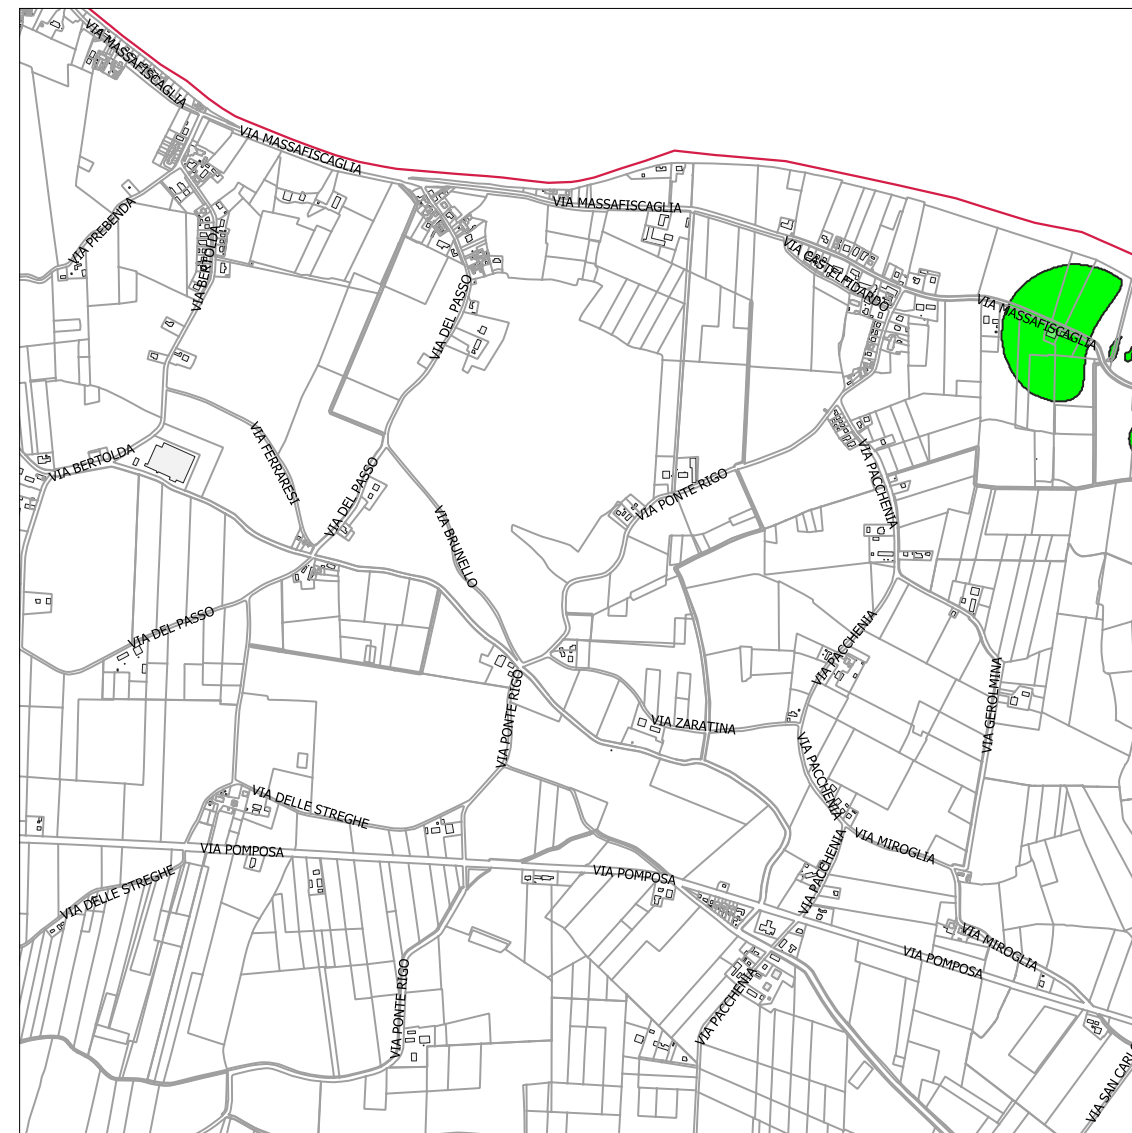 VIA MASSAFISCAGLIA
VIA MASSAFISCAGLIA
VIA MASSAFISCAGLIA
VIA PREBENDA
VIA BERTOLDA
VIA CASTELFIDARDO
VIA DEL PASSO
VIA MASSAFISCAGLIA
VIA BERTOLDA
VIA FERRARESI
VIA DEL PASSO
VIA PONTE RIGO
VIA PACCHENIA
VIA BRUNELLO
VIA DEL PASSO
VIA PACCHENIA
VIA PONTE RIGO
VIA ZARATINA
VIA GEROLMINA
VIA PACCHENIA
VIA DELLE STREGHE
VIA POMPOSA
VIA MIROGLIA
VIA PACCHENIA
VIA POMPOSA
VIA DELLE STREGHE
VIA MIROGLIA
VIA POMPOSA
VIA PONTE RIGO
VIA PACCHENIA
VIA SAN CARL